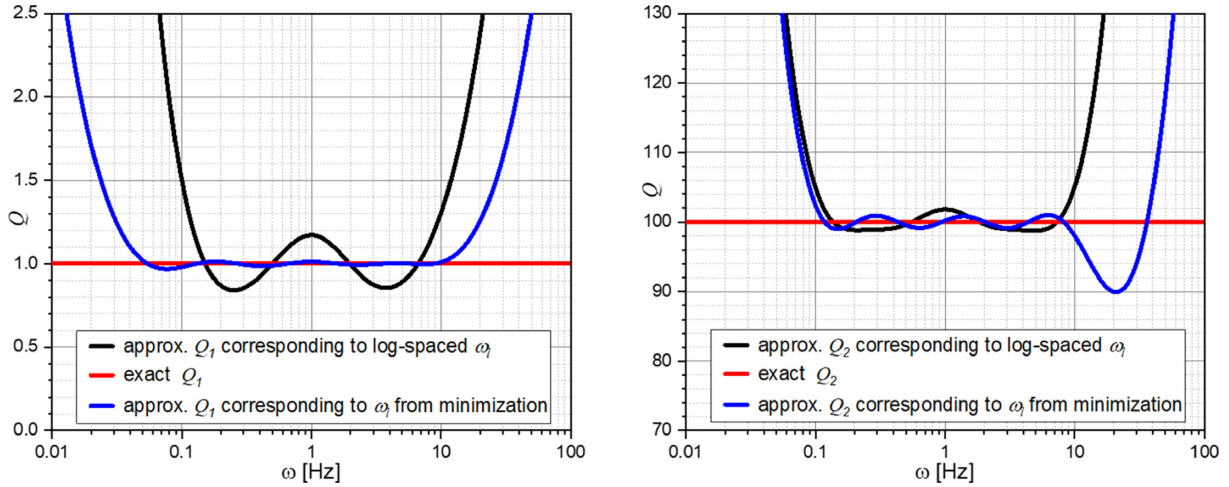 2.5
2.0
1.5
1.0
0.5
0.0
Q
0.01
0.1
1
10
100
ω [Hz]
approx. Q₁ corresponding to log-spaced ωₗ
exact Q₁
approx. Q₁ corresponding to ωₗ from minimization
130
120
110
100
90
80
70
Q
0.01
0.1
1
10
100
ω [Hz]
approx. Q₂ corresponding to log-spaced ωₗ
exact Q₂
approx. Q₂ corresponding to ωₗ from minimization